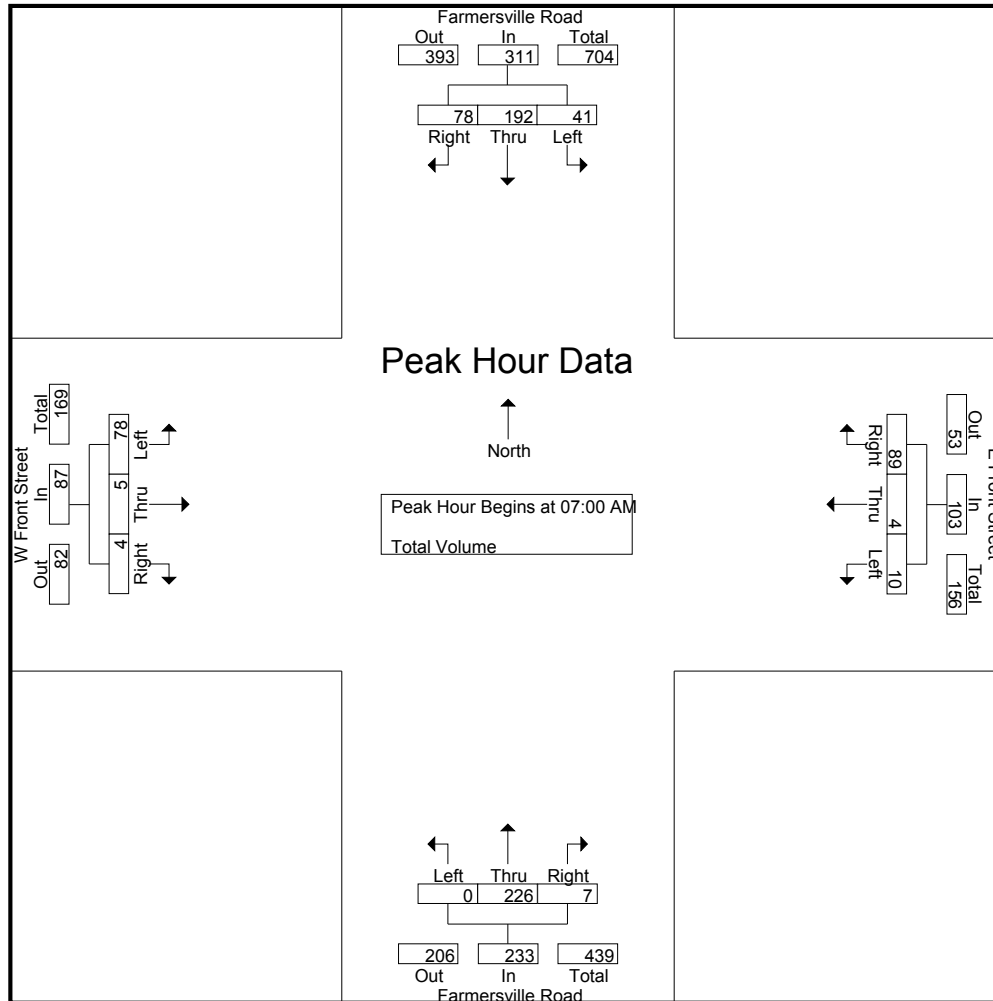 Farmersville Road
Out In Total
393 311 704
78 192 41
Right Thru Left
Peak Hour Data
North
Peak Hour Begins at 07:00 AM
Total Volume
W Front Street
Out In Total
82 87 169
Left Thru Right
78 5 4
Front Street
Out In Total
53 103 156
Right Thru Left
89 4 10
Left Thru Right
0 226 7
206 233 439
Out In Total
Farmersville Road